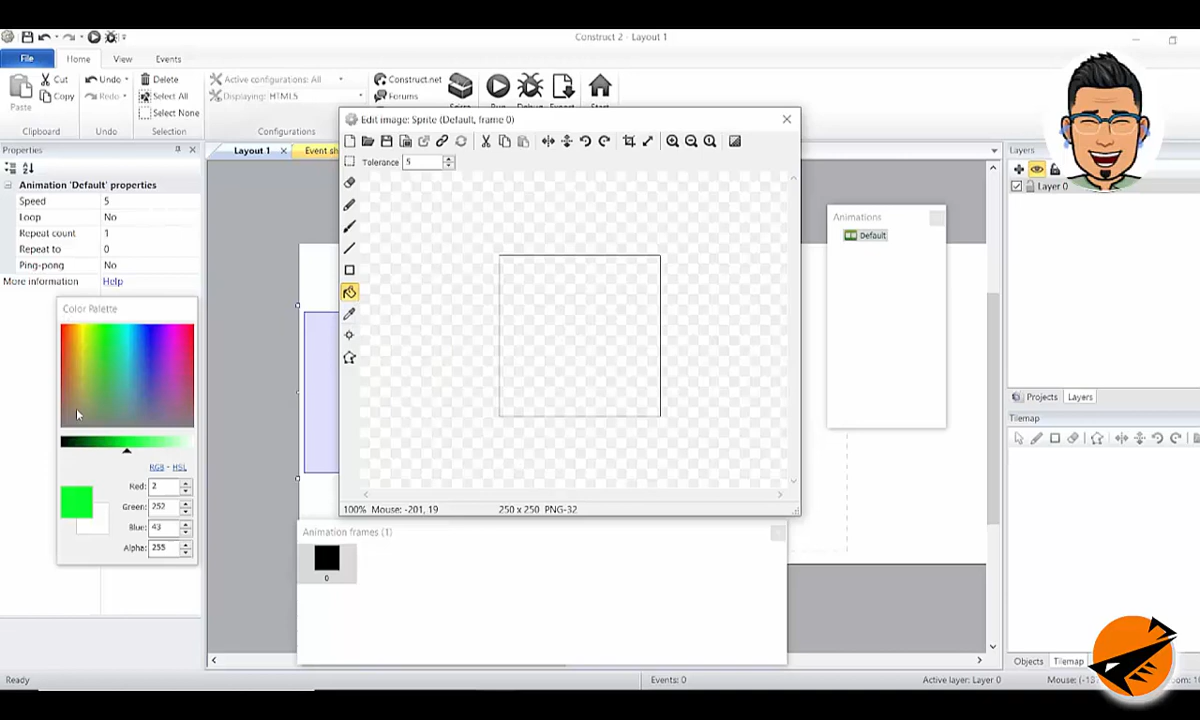 Construct 2 - Layout 1
File Home View Events
Paste
Cut
Copy
Clipboard
Undo
Redo
Undo
Delete
Select All
Select None
Selection
Active configurations: All
Displaying: HTML5
Configurations
Construct.net
Forums
Start
Properties
Layout 1 Event sh
Animation 'Default' properties
Speed 5
Loop No
Repeat count 1
Repeat to 0
Ping-pong No
More information Help
Color Palette
RGB - HSL
Red: 2
Green: 252
Blue: 43
Alpha: 255
Edit image: Sprite (Default, frame 0)
Tolerance 5
100% Mouse: -201, 19 250 x 250 PNG-32
Animation frames (1)
0
Animations
Default
Layers
Layer 0
Projects Layers
Tilemap
Objects Tilemap
Ready Events: 0 Active layer: Layer 0